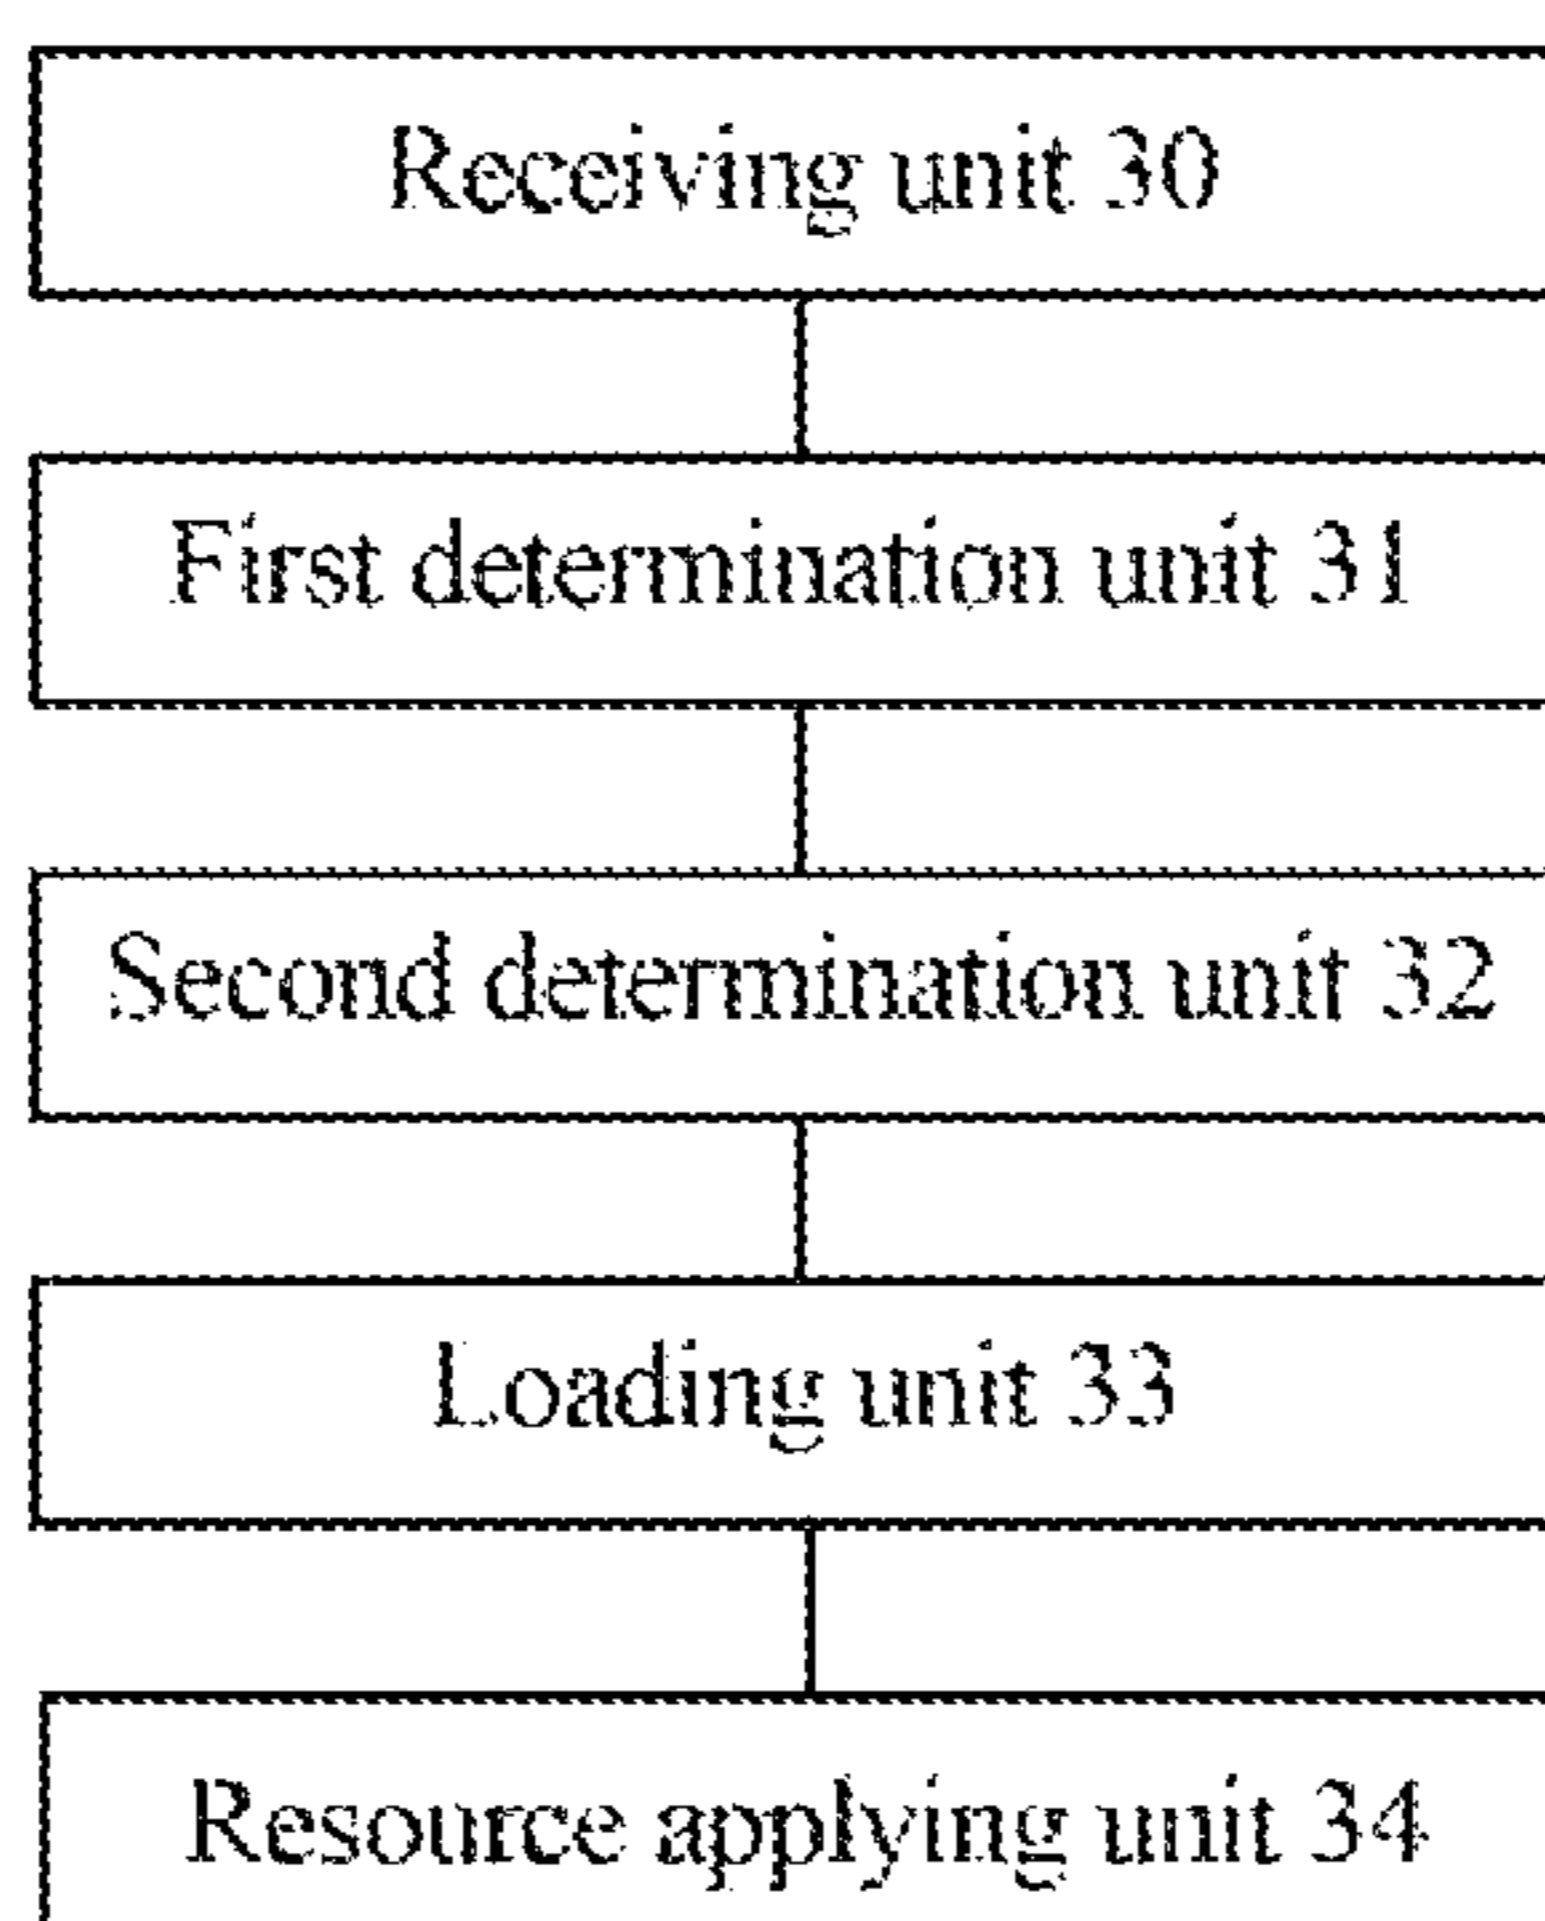 Receiving unit 30
First determination unit 31
Second determination unit 32
Loading unit 33
Resource applying unit 34